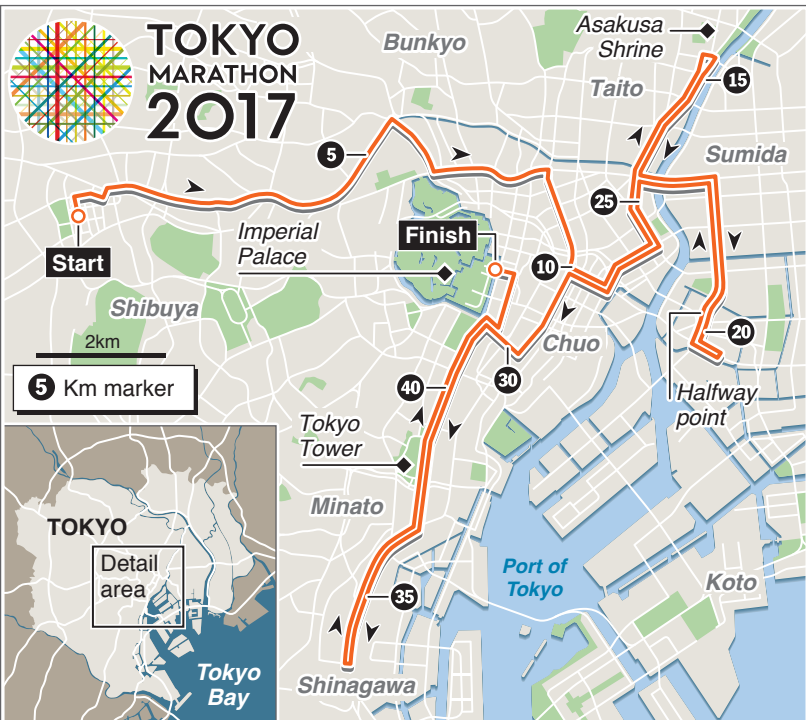 TOKYO
MARATHON
2017
Bunkyo
Asakusa
Shrine
Taito
15
5
Sumida
25
Imperial
Palace
Finish
Start
10
Shibuya
2km
5 Km marker
Chuo
20
30
40
Halfway
point
Tokyo
Tower
Minato
TOKYO
Detail
area
Port of
Tokyo
Koto
35
Tokyo
Bay
Shinagawa